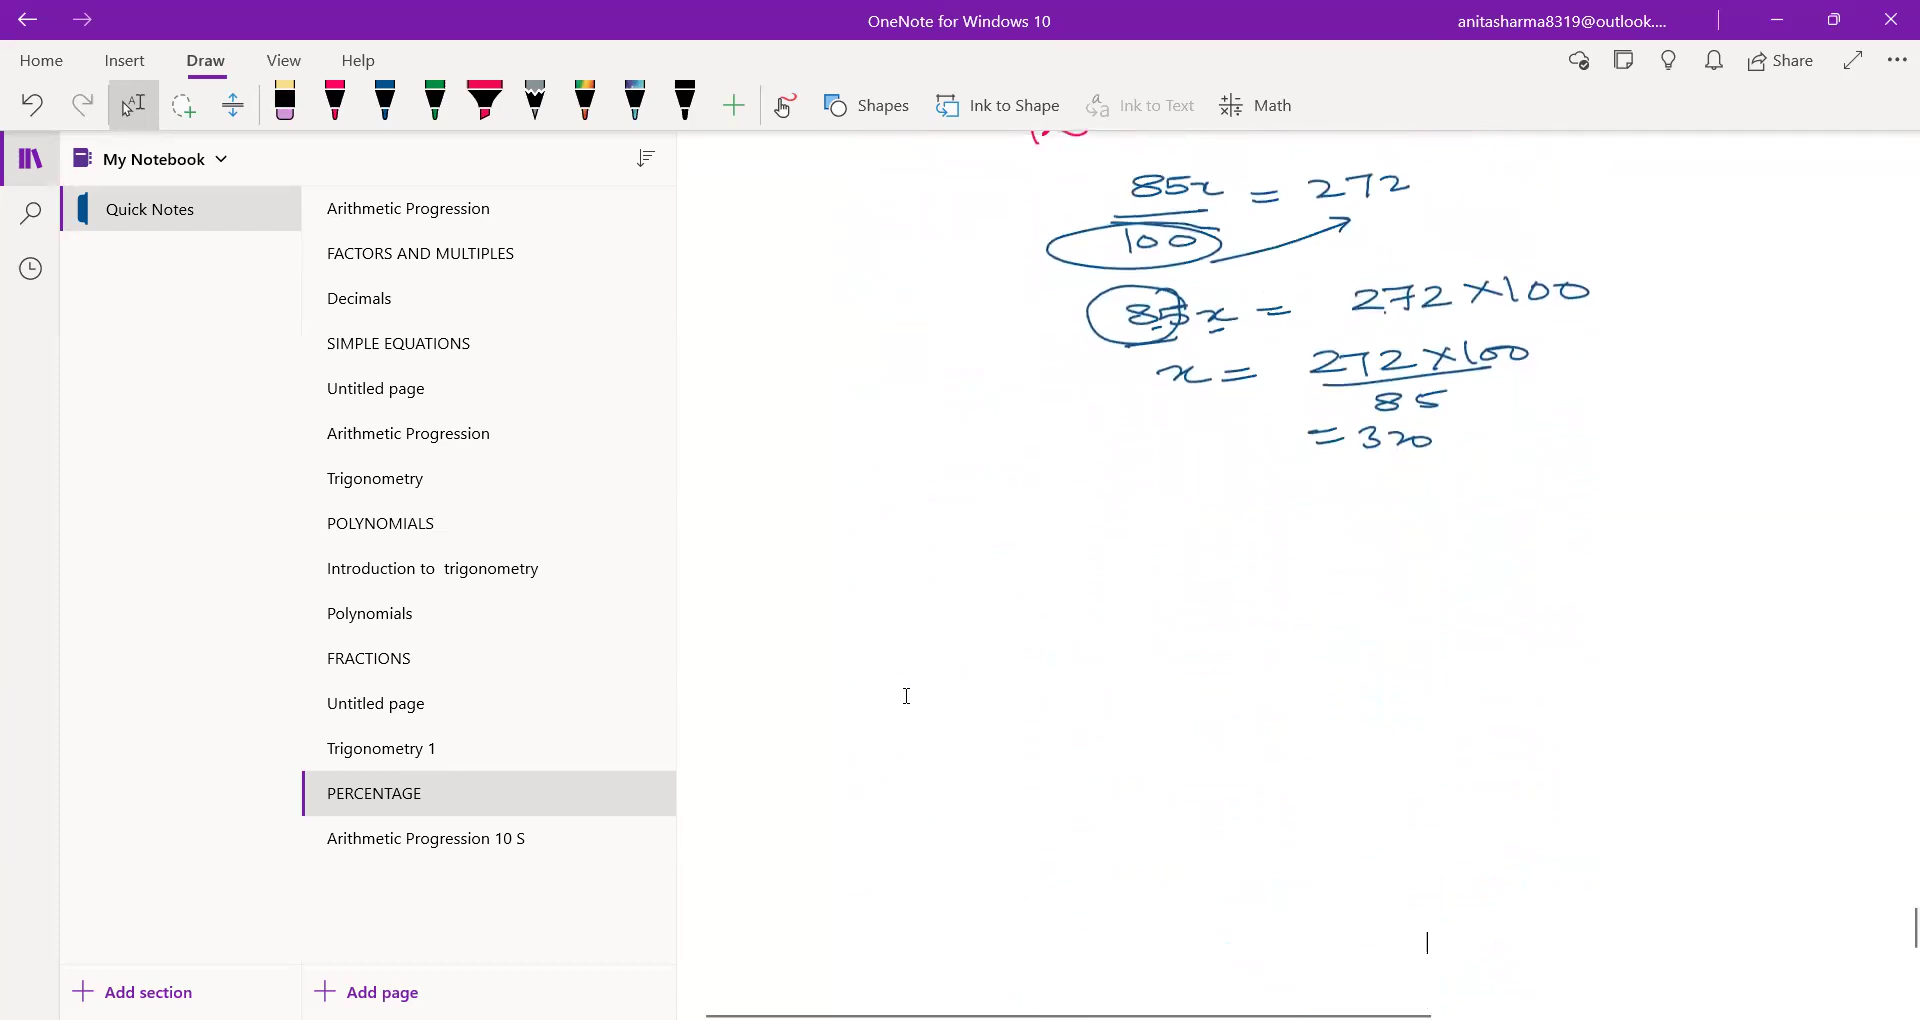 OneNote for Windows 10
anitasharma8319@outlook....
Home Insert Draw View Help
Share
Shapes Ink to Shape Ink to Text Math
My Notebook
Quick Notes
Arithmetic Progression
FACTORS AND MULTIPLES
Decimals
SIMPLE EQUATIONS
Untitled page
Arithmetic Progression
Trigonometry
POLYNOMIALS
Introduction to trigonometry
Polynomials
FRACTIONS
Untitled page
Trigonometry 1
PERCENTAGE
Arithmetic Progression 10 S
Add section
Add page
85x = 272
100
85x = 272×100
x = 272×100
85
= 320